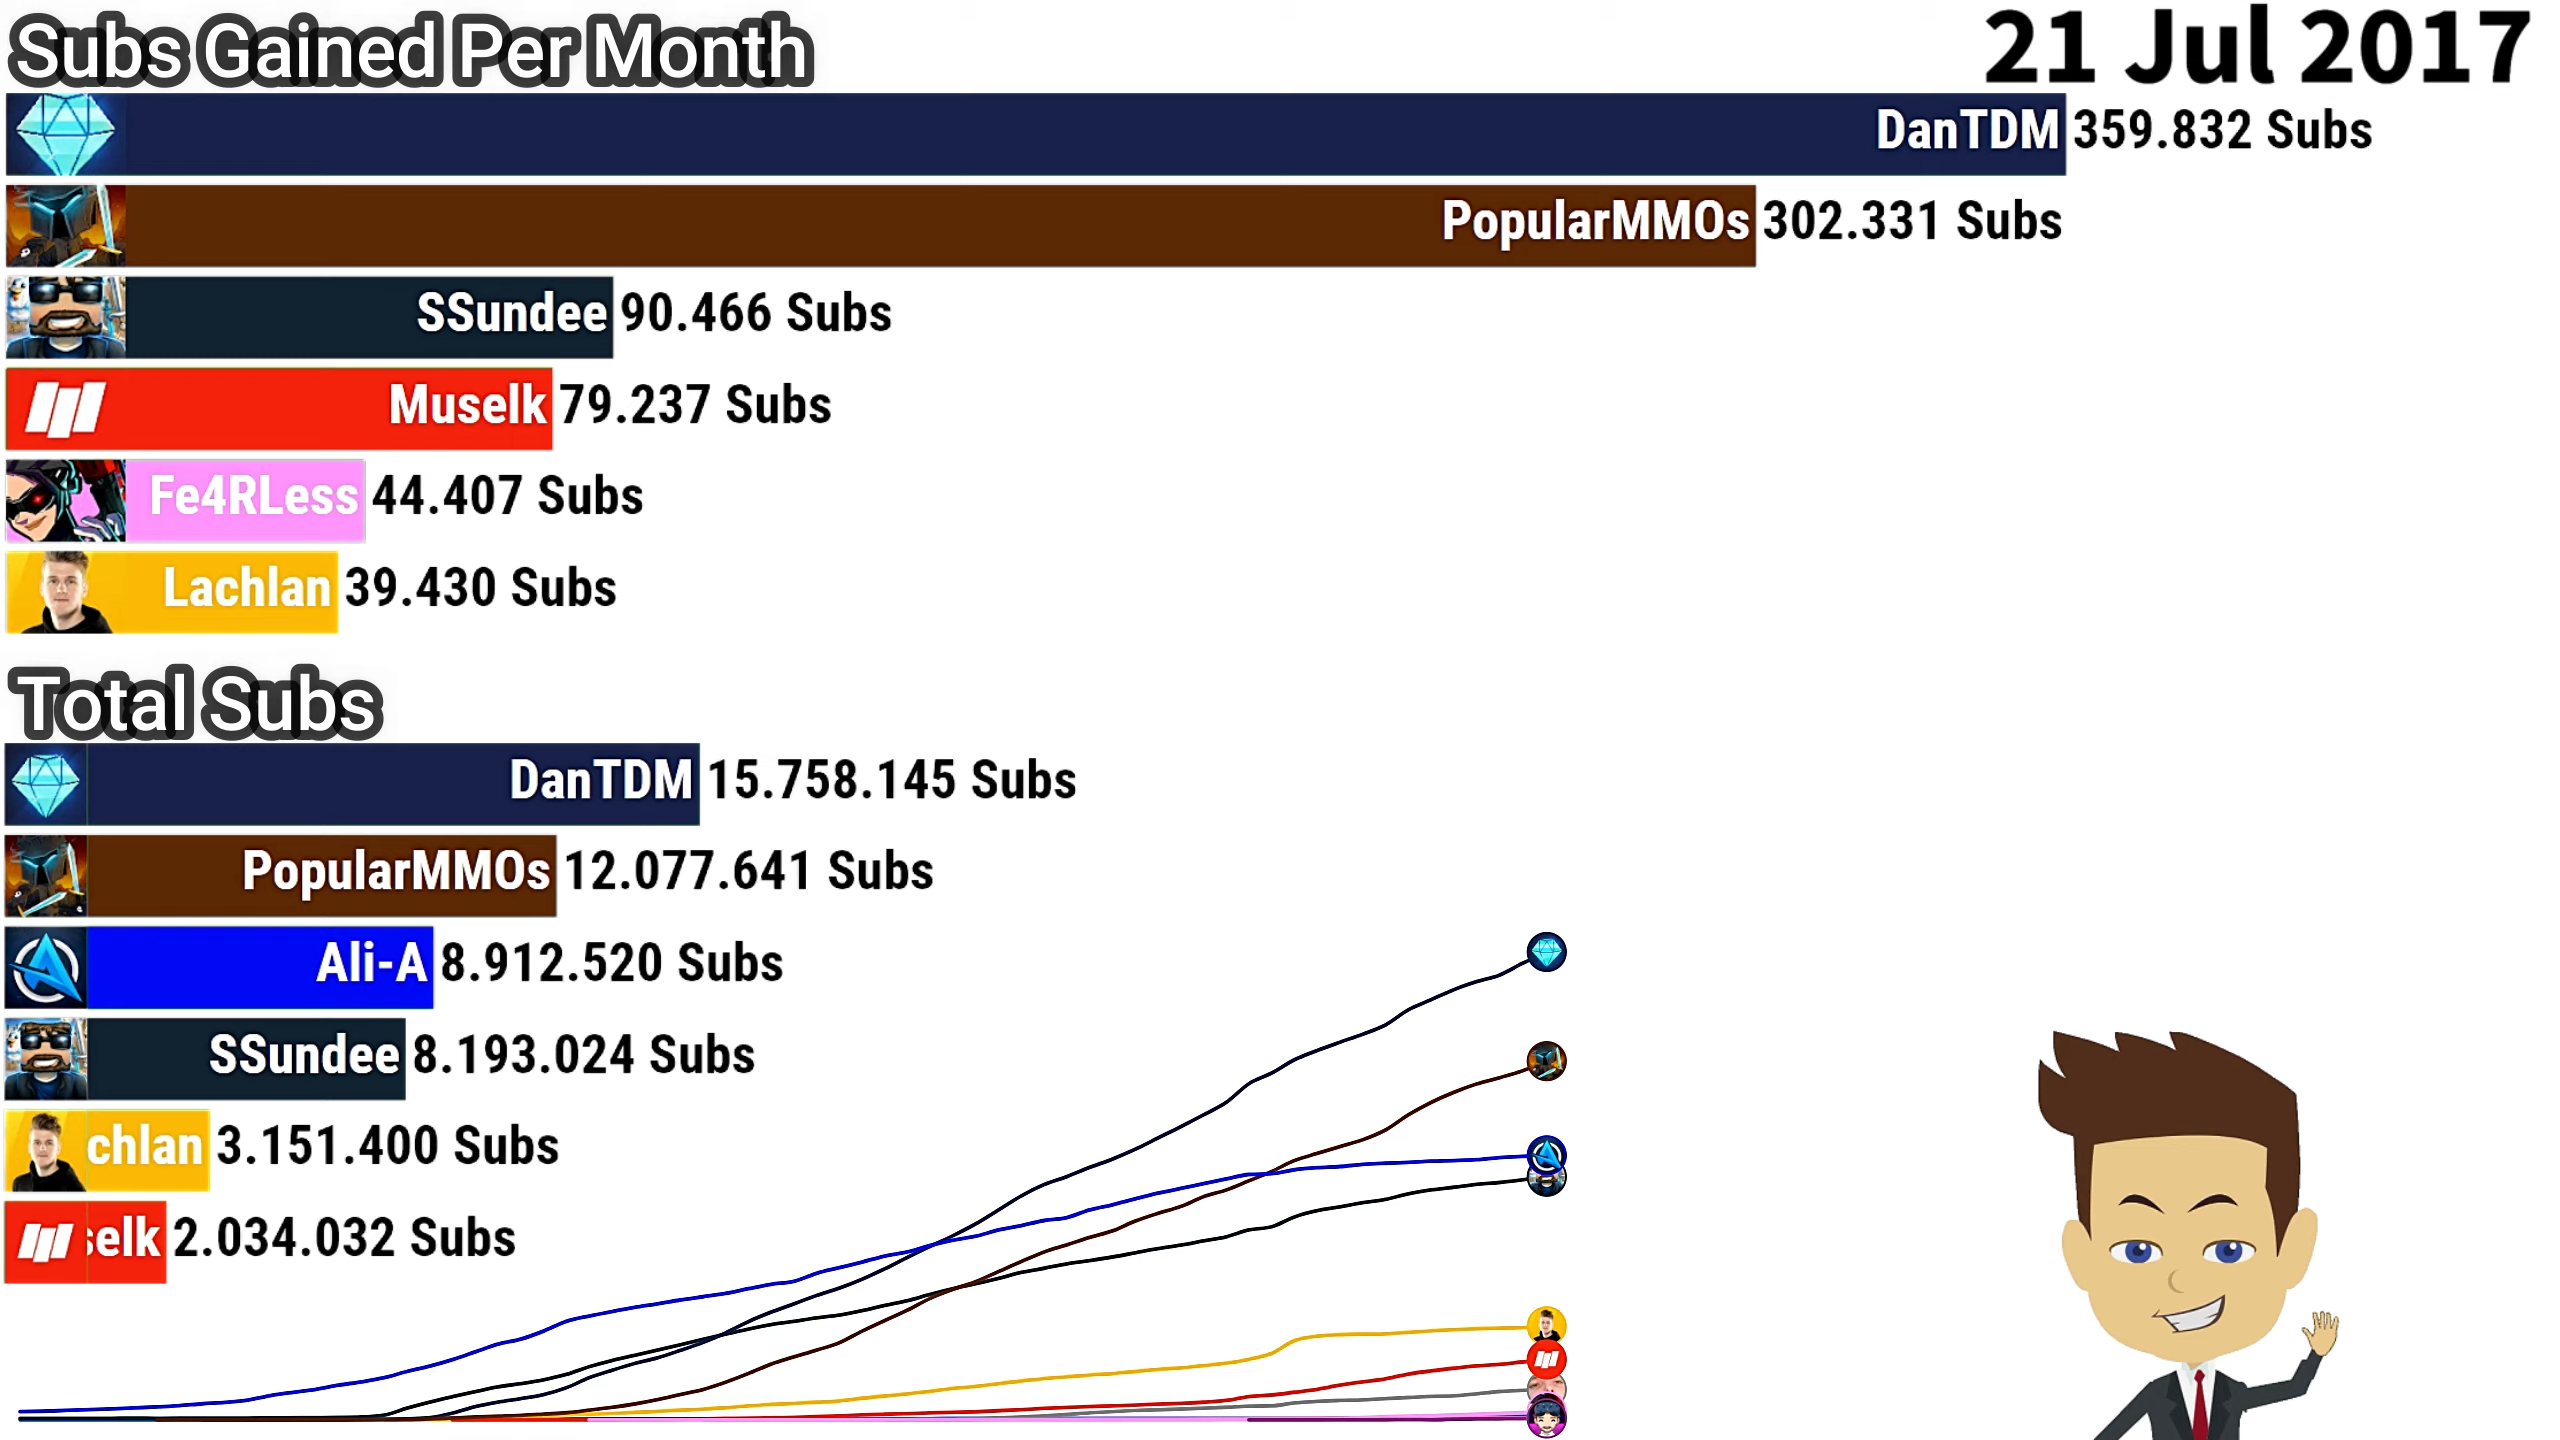 Subs Gained Per Month
21 Jul 2017
DanTDM 359.832 Subs
PopularMMOs 302.331 Subs
SSundee 90.466 Subs
Muselk 79.237 Subs
Fe4RLess 44.407 Subs
Lachlan 39.430 Subs
Total Subs
DanTDM 15.758.145 Subs
PopularMMOs 12.077.641 Subs
Ali-A 8.912.520 Subs
SSundee 8.193.024 Subs
chlan 3.151.400 Subs
selk 2.034.032 Subs